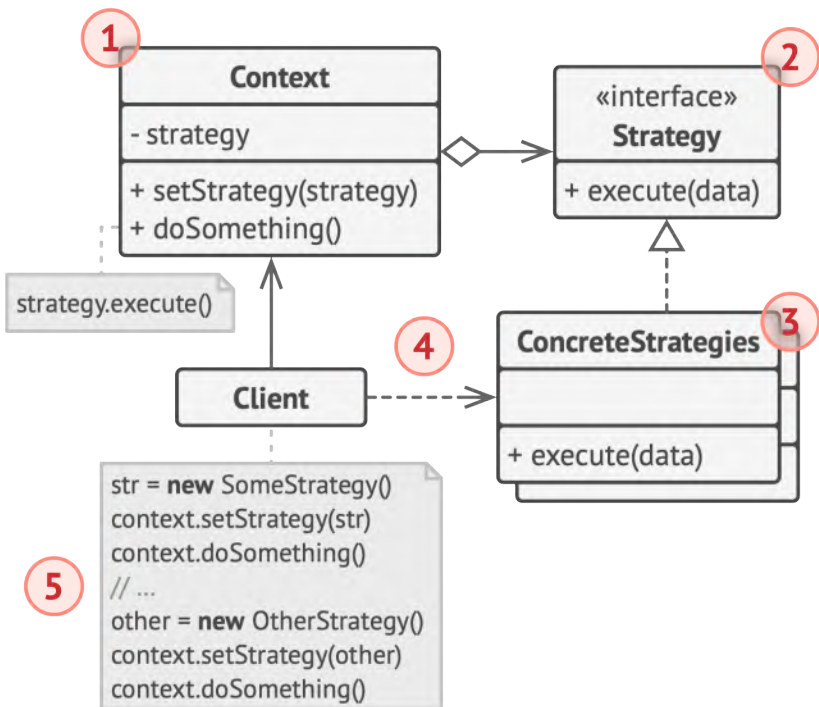 1
Context
- strategy
+ setStrategy(strategy)
+ doSomething()
2
«interface»
Strategy
+ execute(data)
strategy.execute()
3
ConcreteStrategies
+ execute(data)
4
Client
5
str = new SomeStrategy()
context.setStrategy(str)
context.doSomething()
// ...
other = new OtherStrategy()
context.setStrategy(other)
context.doSomething()